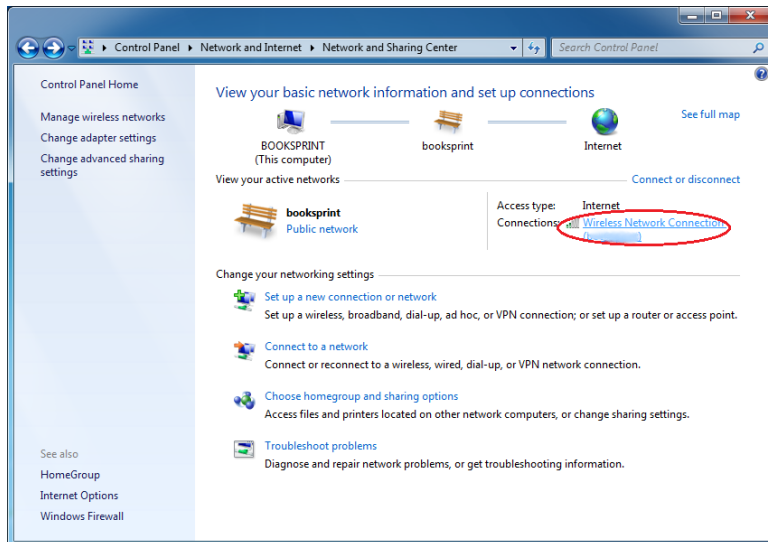 Control Panel Network and Internet Network and Sharing Center
Search Control Panel
Control Panel Home
Manage wireless networks
Change adapter settings
Change advanced sharing
settings
View your basic network information and set up connections
See full map
BOOKSPRINT
(This computer)
booksprint
Internet
View your active networks
Connect or disconnect
booksprint
Public network
Access type: Internet
Connections: Wireless Network Connection
Change your networking settings
Set up a new connection or network
Set up a wireless, broadband, dial-up, ad hoc, or VPN connection; or set up a router or access point.
Connect to a network
Connect or reconnect to a wireless, wired, dial-up, or VPN network connection.
Choose homegroup and sharing options
Access files and printers located on other network computers, or change sharing settings.
Troubleshoot problems
Diagnose and repair network problems, or get troubleshooting information.
See also
HomeGroup
Internet Options
Windows Firewall